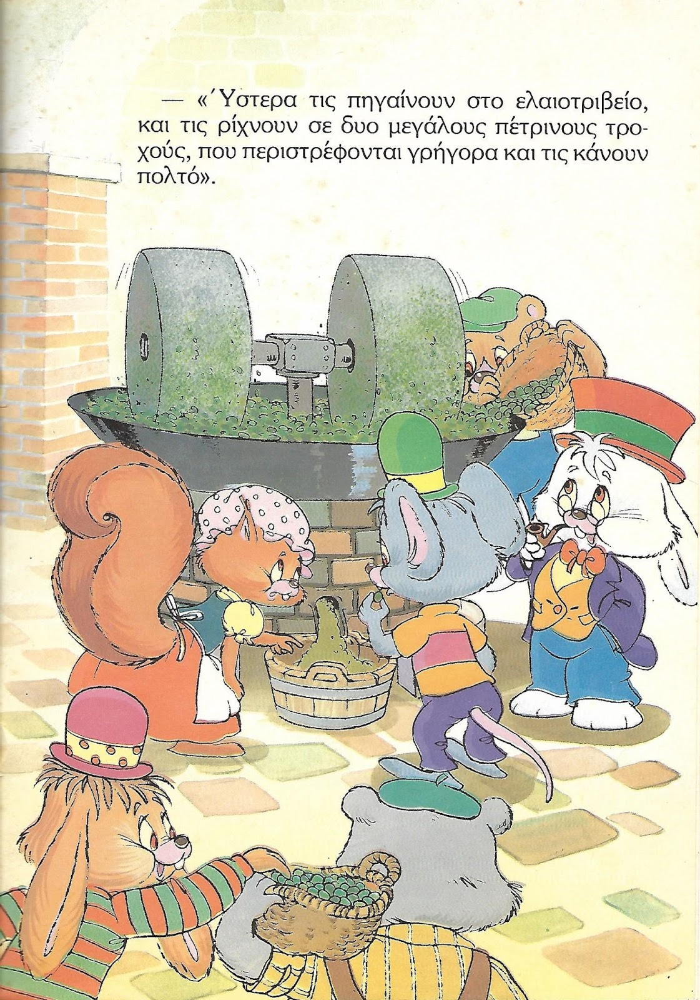 — «Ύστερα τις πηγαίνουν στο ελαιοτριβείο,
και τις ρίχνουν σε δυο μεγάλους πέτρινους τρο-
χούς, που περιστρέφονται γρήγορα και τις κάνουν
πολτό».